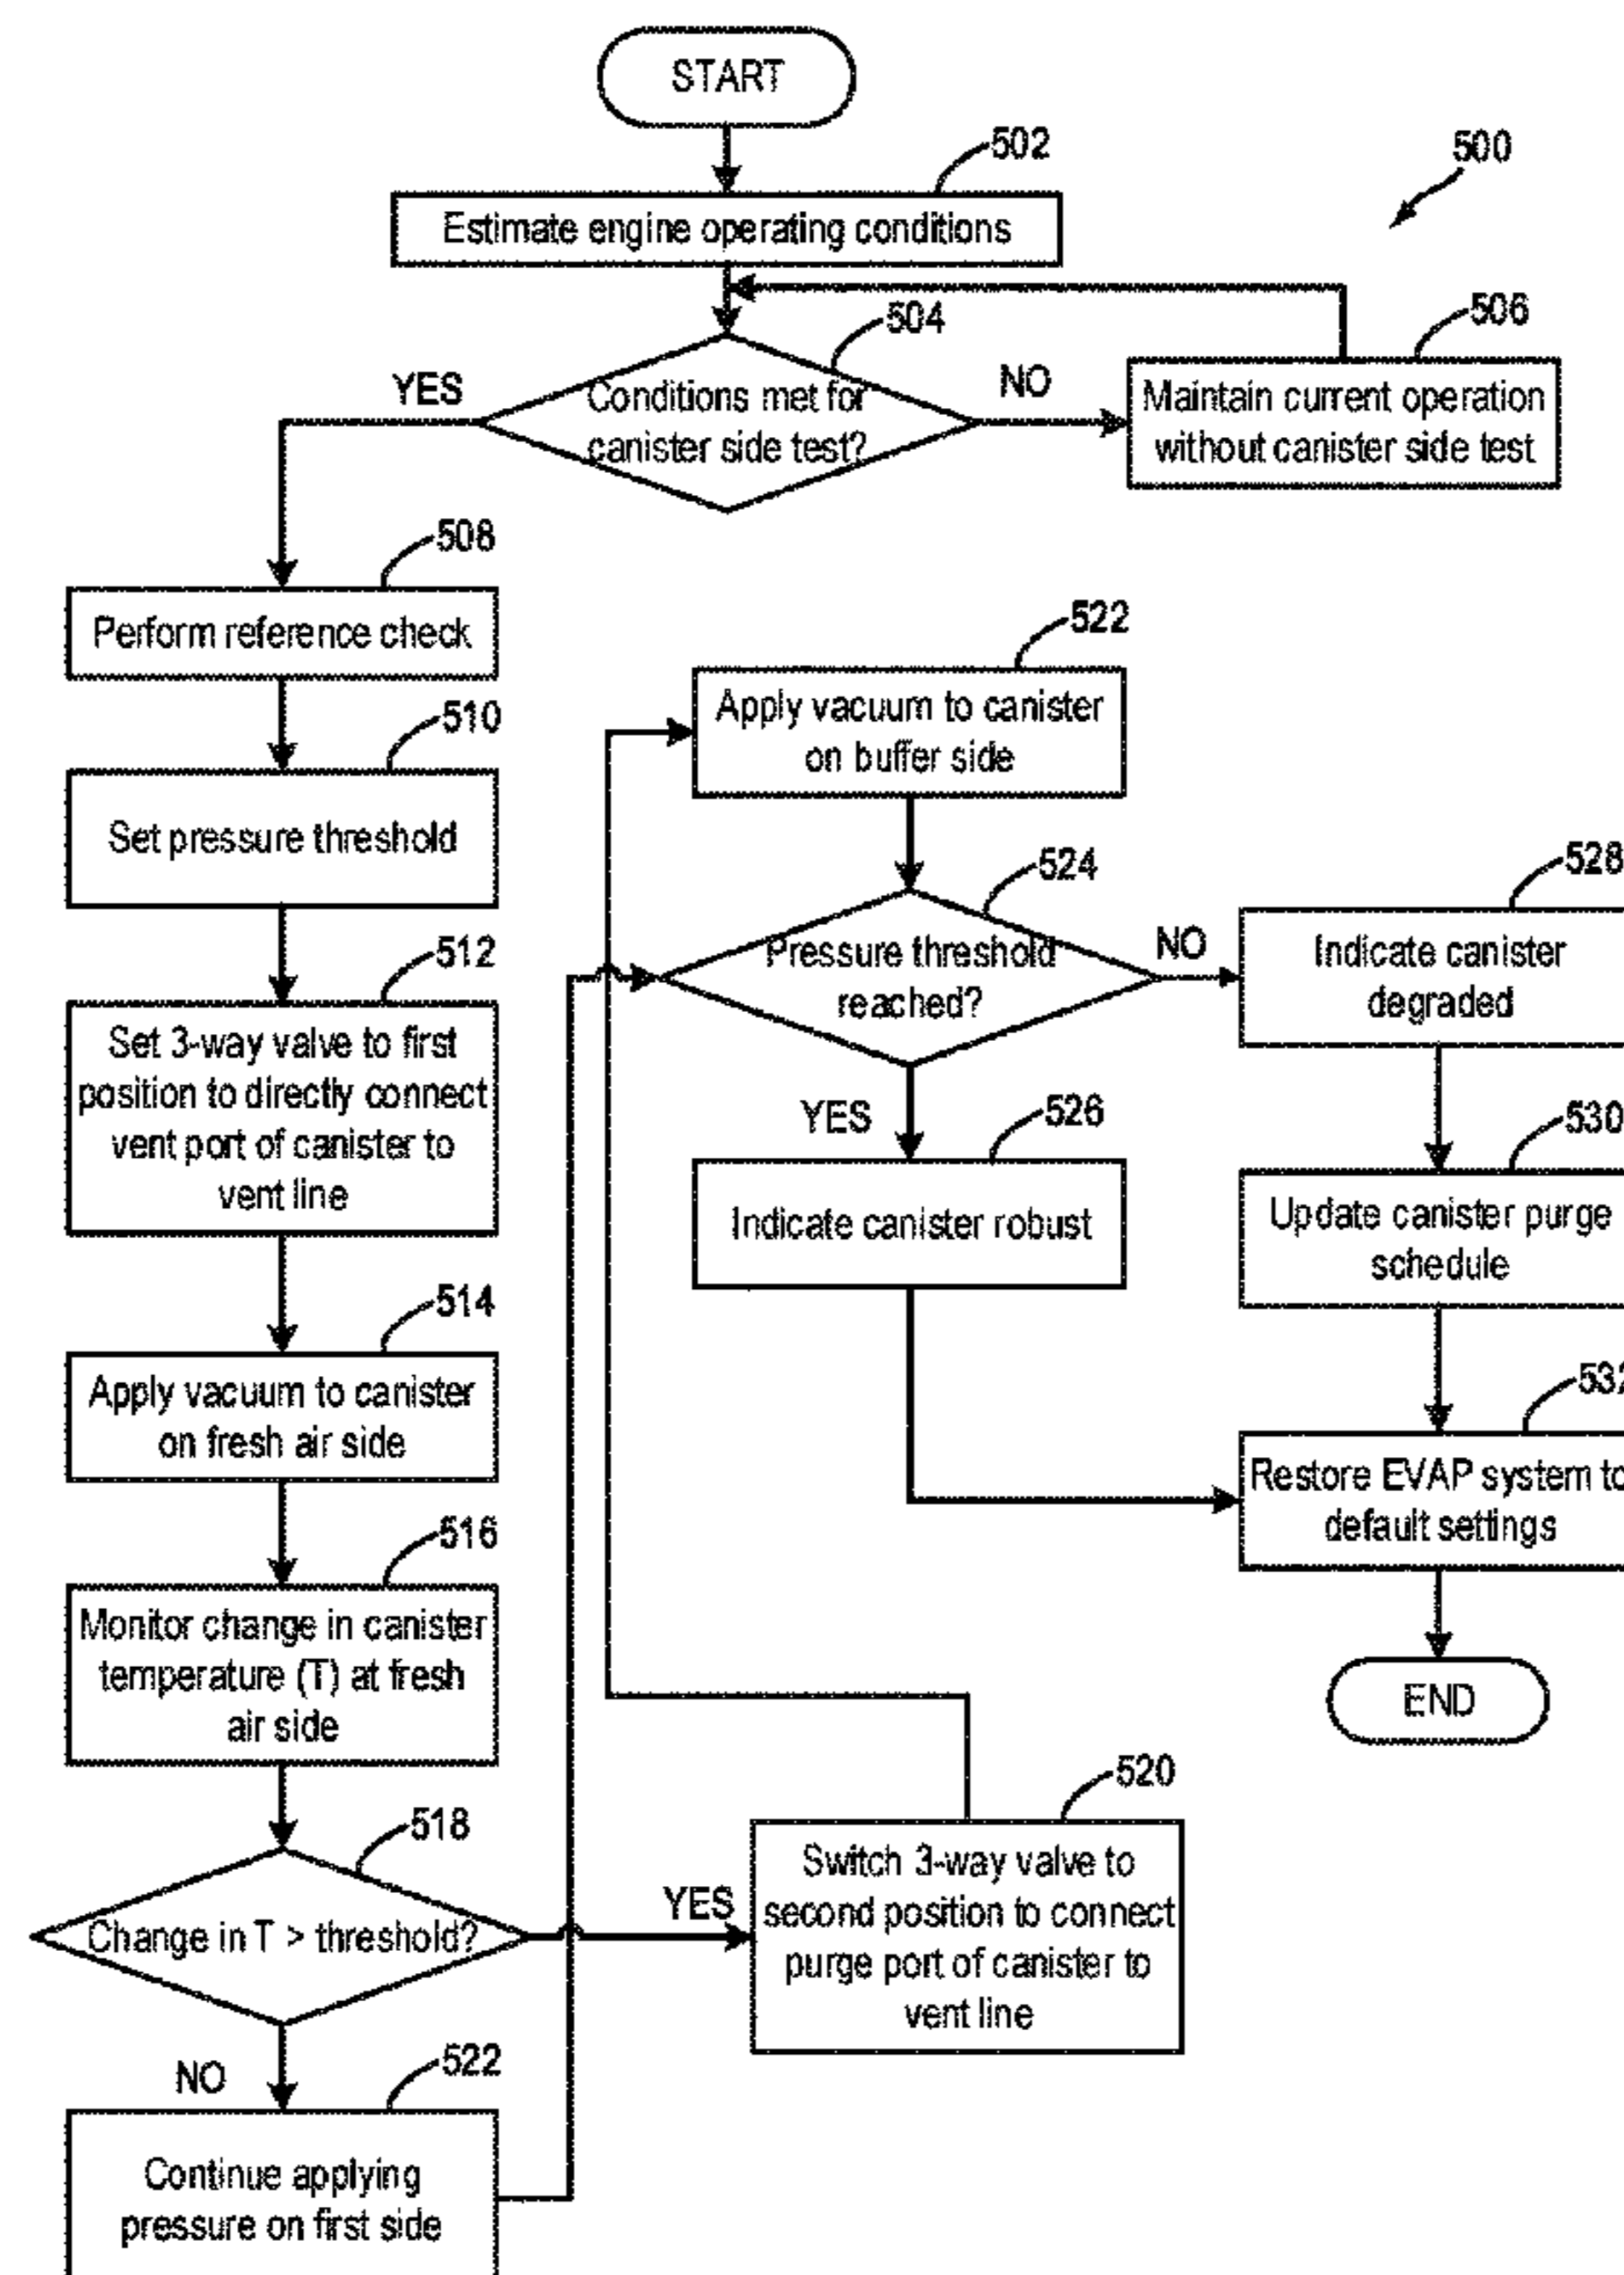 START
502
500
Estimate engine operating conditions
504
506
YES
Conditions met for
canister side test?
NO
Maintain current operation
without canister side test
508
Perform reference check
510
Set pressure threshold
512
Set 3-way valve to first
position to directly connect
vent port of canister to
vent line
514
Apply vacuum to canister
on fresh air side
516
Monitor change in canister
temperature (T) at fresh
air side
518
Change in T > threshold?
YES
NO
522
Continue applying
pressure on first side
520
Switch 3-way valve to
second position to connect
purge port of canister to
vent line
522
Apply vacuum to canister
on buffer side
524
Pressure threshold
reached?
NO
YES
526
Indicate canister robust
528
Indicate canister
degraded
530
Update canister purge
schedule
532
Restore EVAP system to
default settings
END